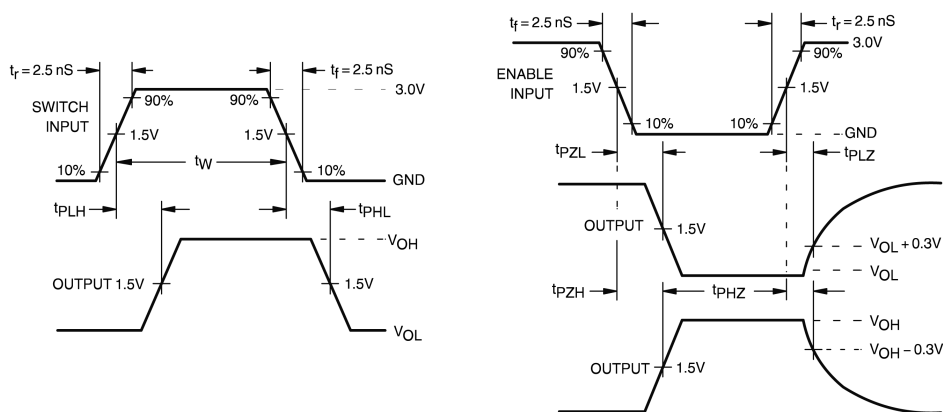 tr = 2.5 nS
tf = 2.5 nS
SWITCH
INPUT
90%
90%
3.0V
1.5V
1.5V
10%
tW
10%
GND
tPLH
tPHL
VOH
OUTPUT 1.5V
1.5V
VOL
tf = 2.5 nS
tr = 2.5 nS
3.0V
90%
90%
ENABLE
INPUT
1.5V
1.5V
10%
10%
GND
tPZL
tPLZ
OUTPUT
1.5V
VOL + 0.3V
VOL
tPZH
tPHZ
VOH
VOH – 0.3V
OUTPUT
1.5V